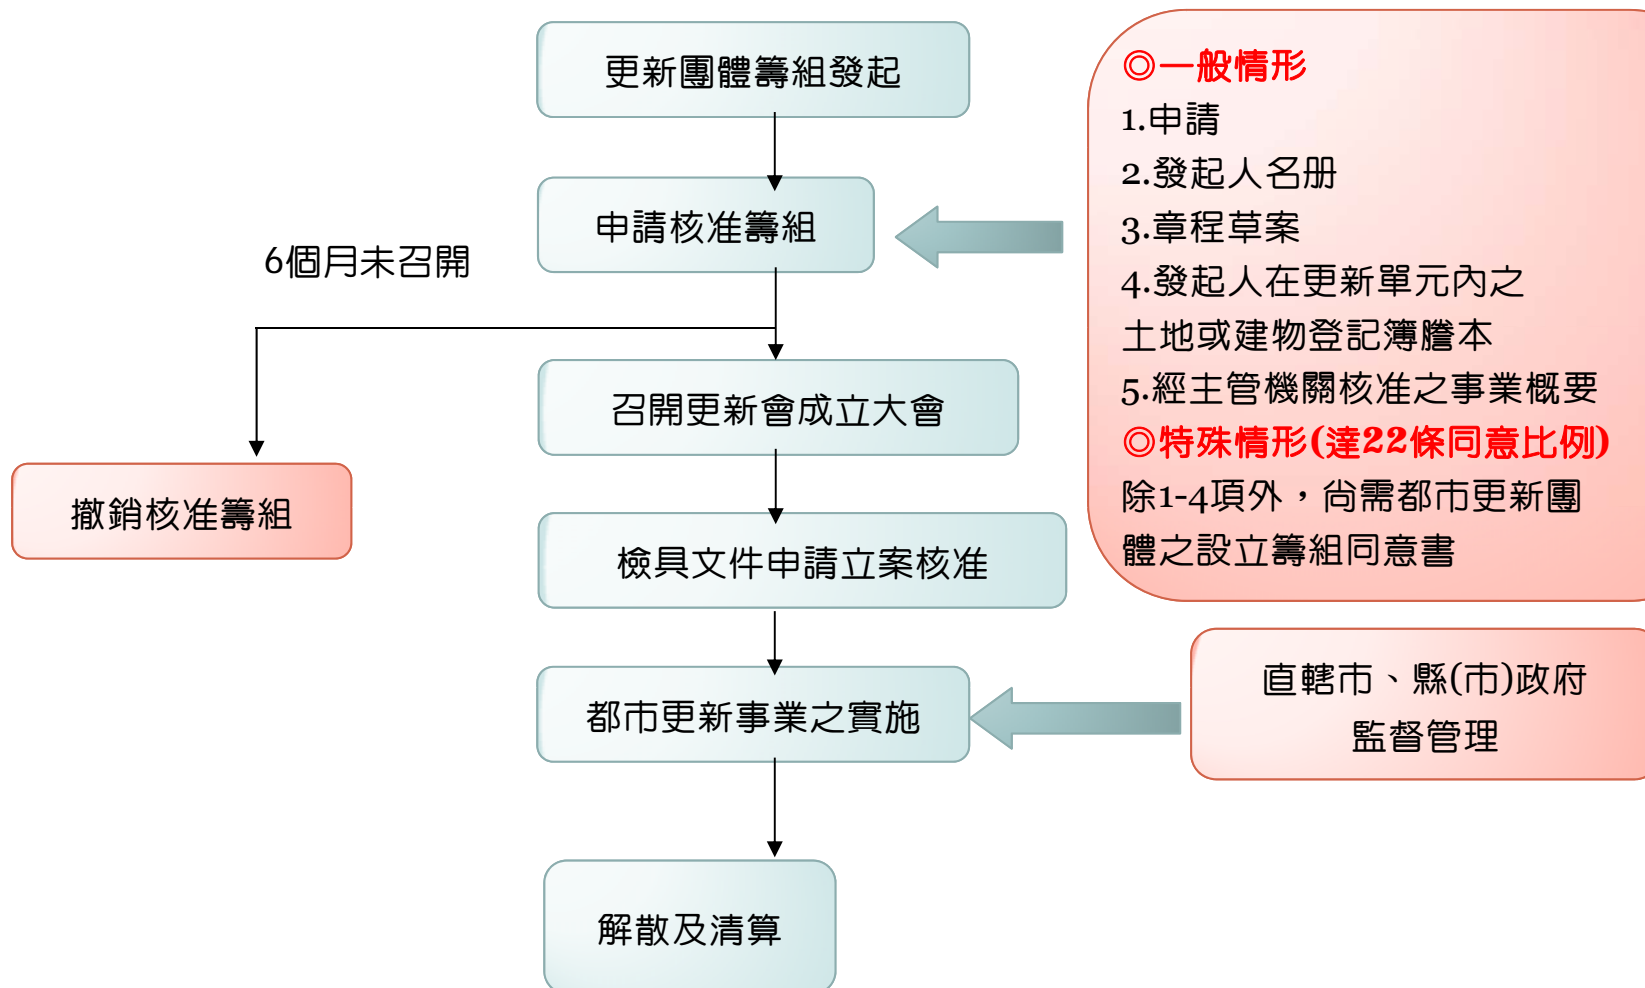 更新團體籌組發起
申請核准籌組
6個月未召開
召開更新會成立大會
撤銷核准籌組
檢具文件申請立案核准
都市更新事業之實施
解散及清算
◎一般情形
1.申請
2.發起人名冊
3.章程草案
4.發起人在更新單元內之
土地或建物登記簿謄本
5.經主管機關核准之事業概要
◎特殊情形(達22條同意比例)
除1-4項外，尚需都市更新團
體之設立籌組同意書
直轄市、縣(市)政府
監督管理